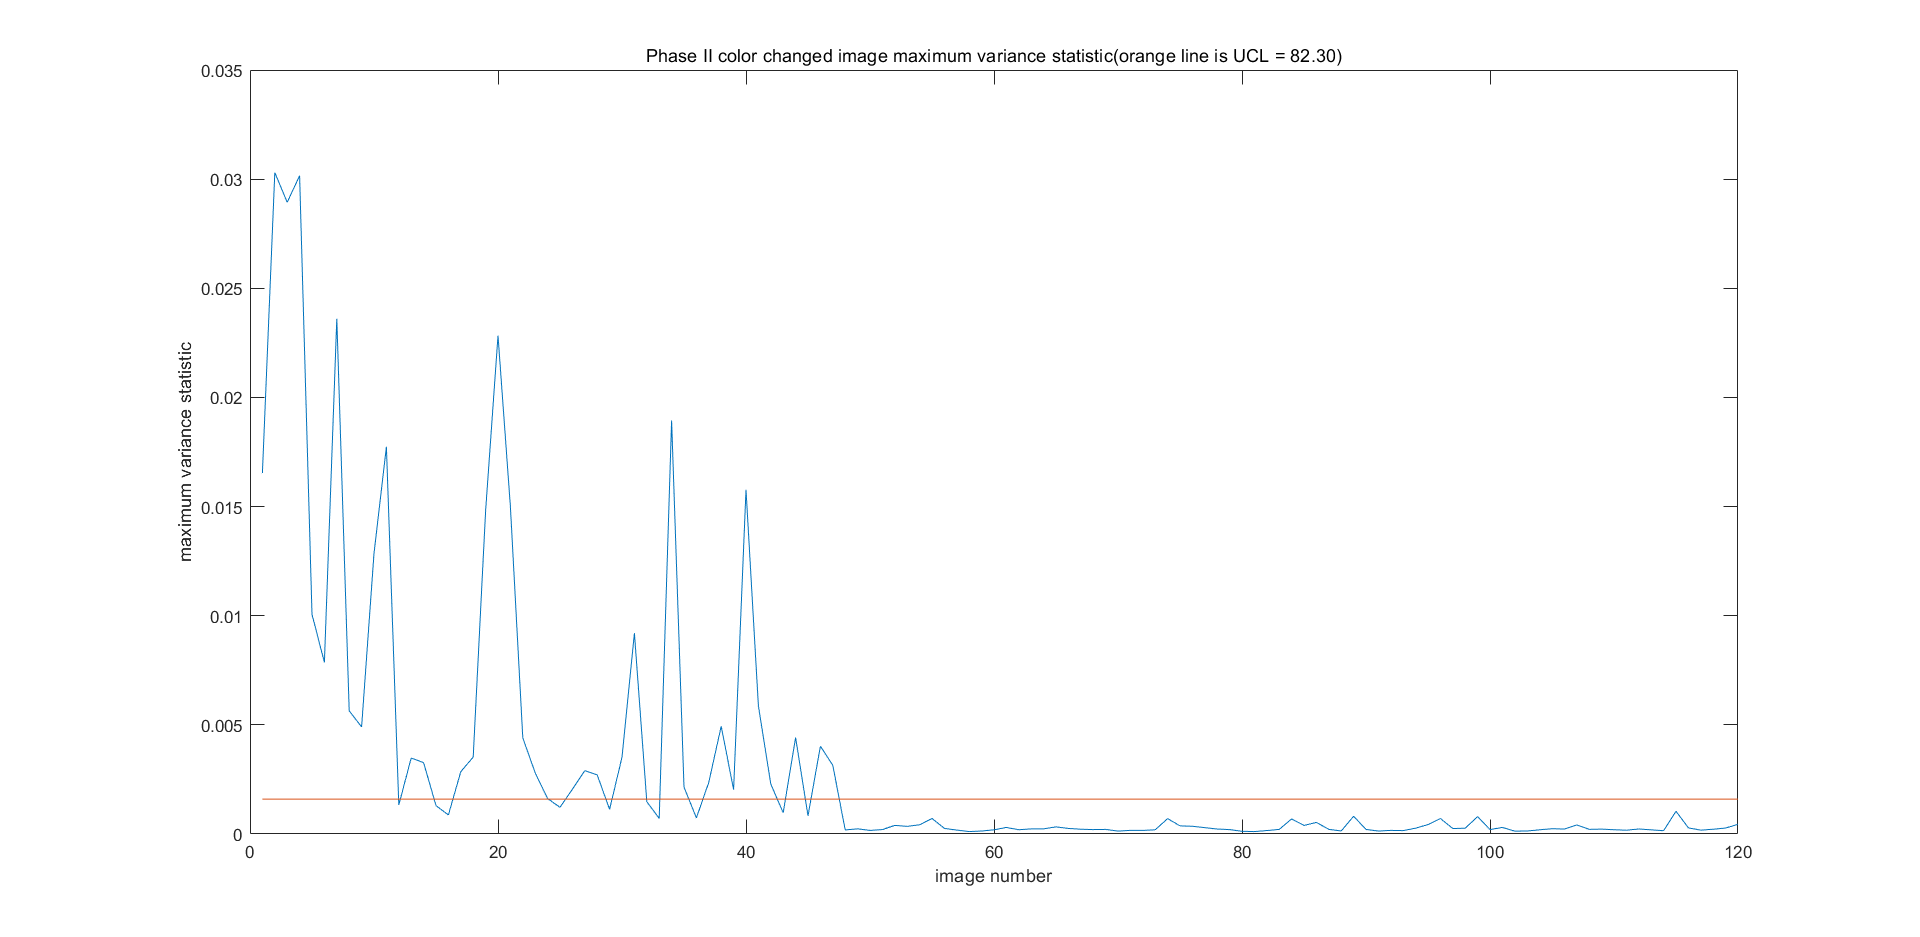 Phase II color changed image maximum variance statistic(orange line is UCL = 82.30)
0.035
0.03
0.025
0.02
0.015
0.01
0.005
0
maximum variance statistic
0 20 40 60 80 100 120
image number